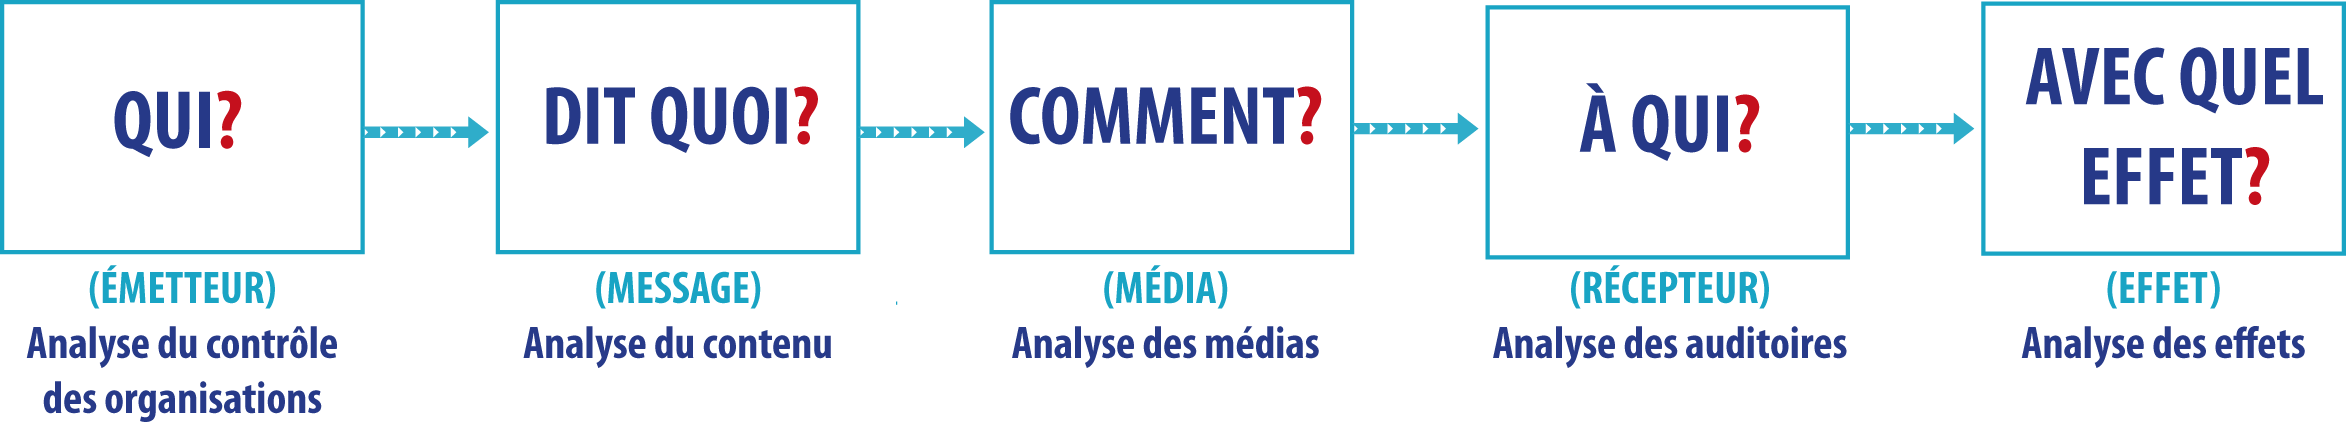 QUI?
(ÉMETTEUR)
Analyse du contrôle
des organisations
DIT QUOI?
(MESSAGE)
Analyse du contenu
COMMENT?
(MÉDIA)
Analyse des médias
À QUI?
(RÉCEPTEUR)
Analyse des auditoires
AVEC QUEL
EFFET?
(EFFET)
Analyse des effets